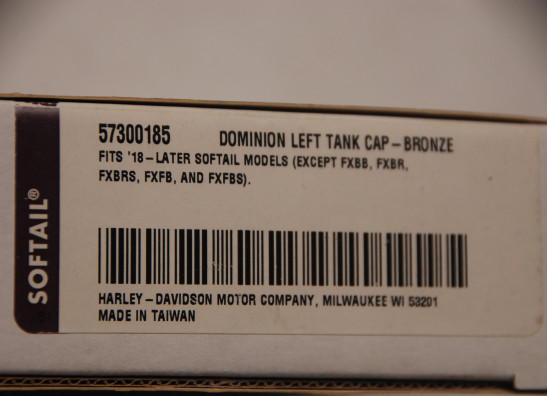 57300185 DOMINION LEFT TANK CAP – BRONZE
FITS '18 – LATER SOFTAIL MODELS (EXCEPT FXBB, FXBR,
FXBRS, FXFB, AND FXFBS).
SOFTAIL®
HARLEY – DAVIDSON MOTOR COMPANY, MILWAUKEE WI 53201
MADE IN TAIWAN